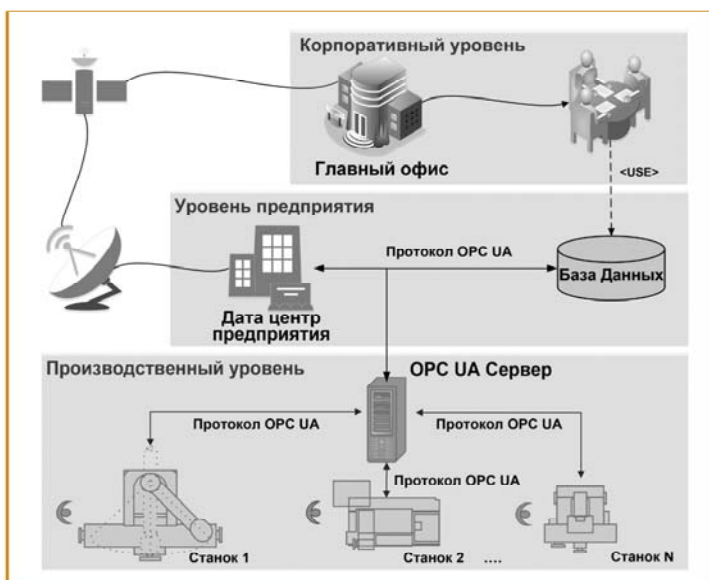 Корпоративный уровень
Главный офис
<USE>
Уровень предприятия
Протокол OPC UA
База Данных
Дата центр
предприятия
Производственный уровень
OPC UA Сервер
Протокол OPC UA
Протокол OPC UA
Протокол OPC UA
Станок 1
Станок 2
....
Станок N